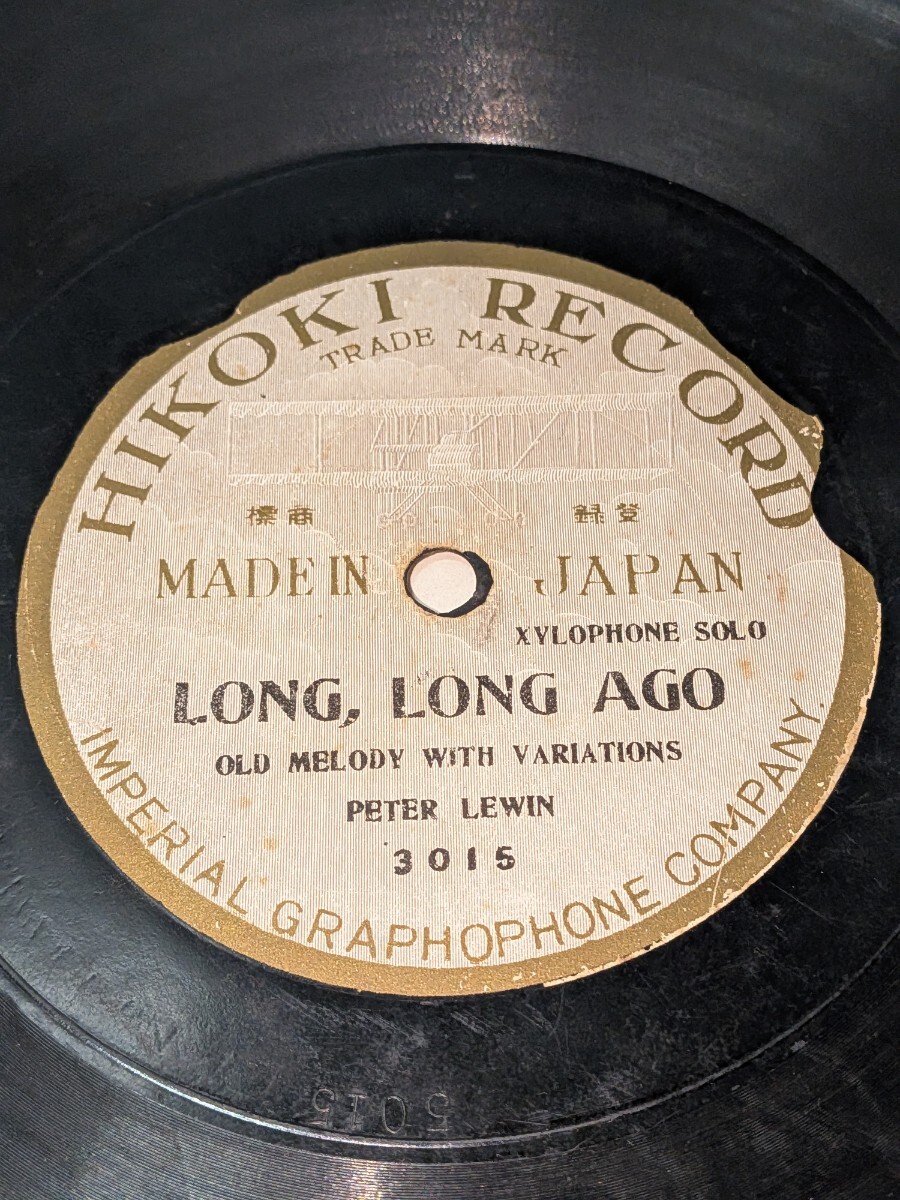 HIKOKI RECORD
TRADE MARK
登録 商標
MADE IN JAPAN
XYLOPHONE SOLO
LONG, LONG AGO
OLD MELODY WITH VARIATIONS
PETER LEWIN
3015
IMPERIAL GRAPHOPHONE COMPANY.